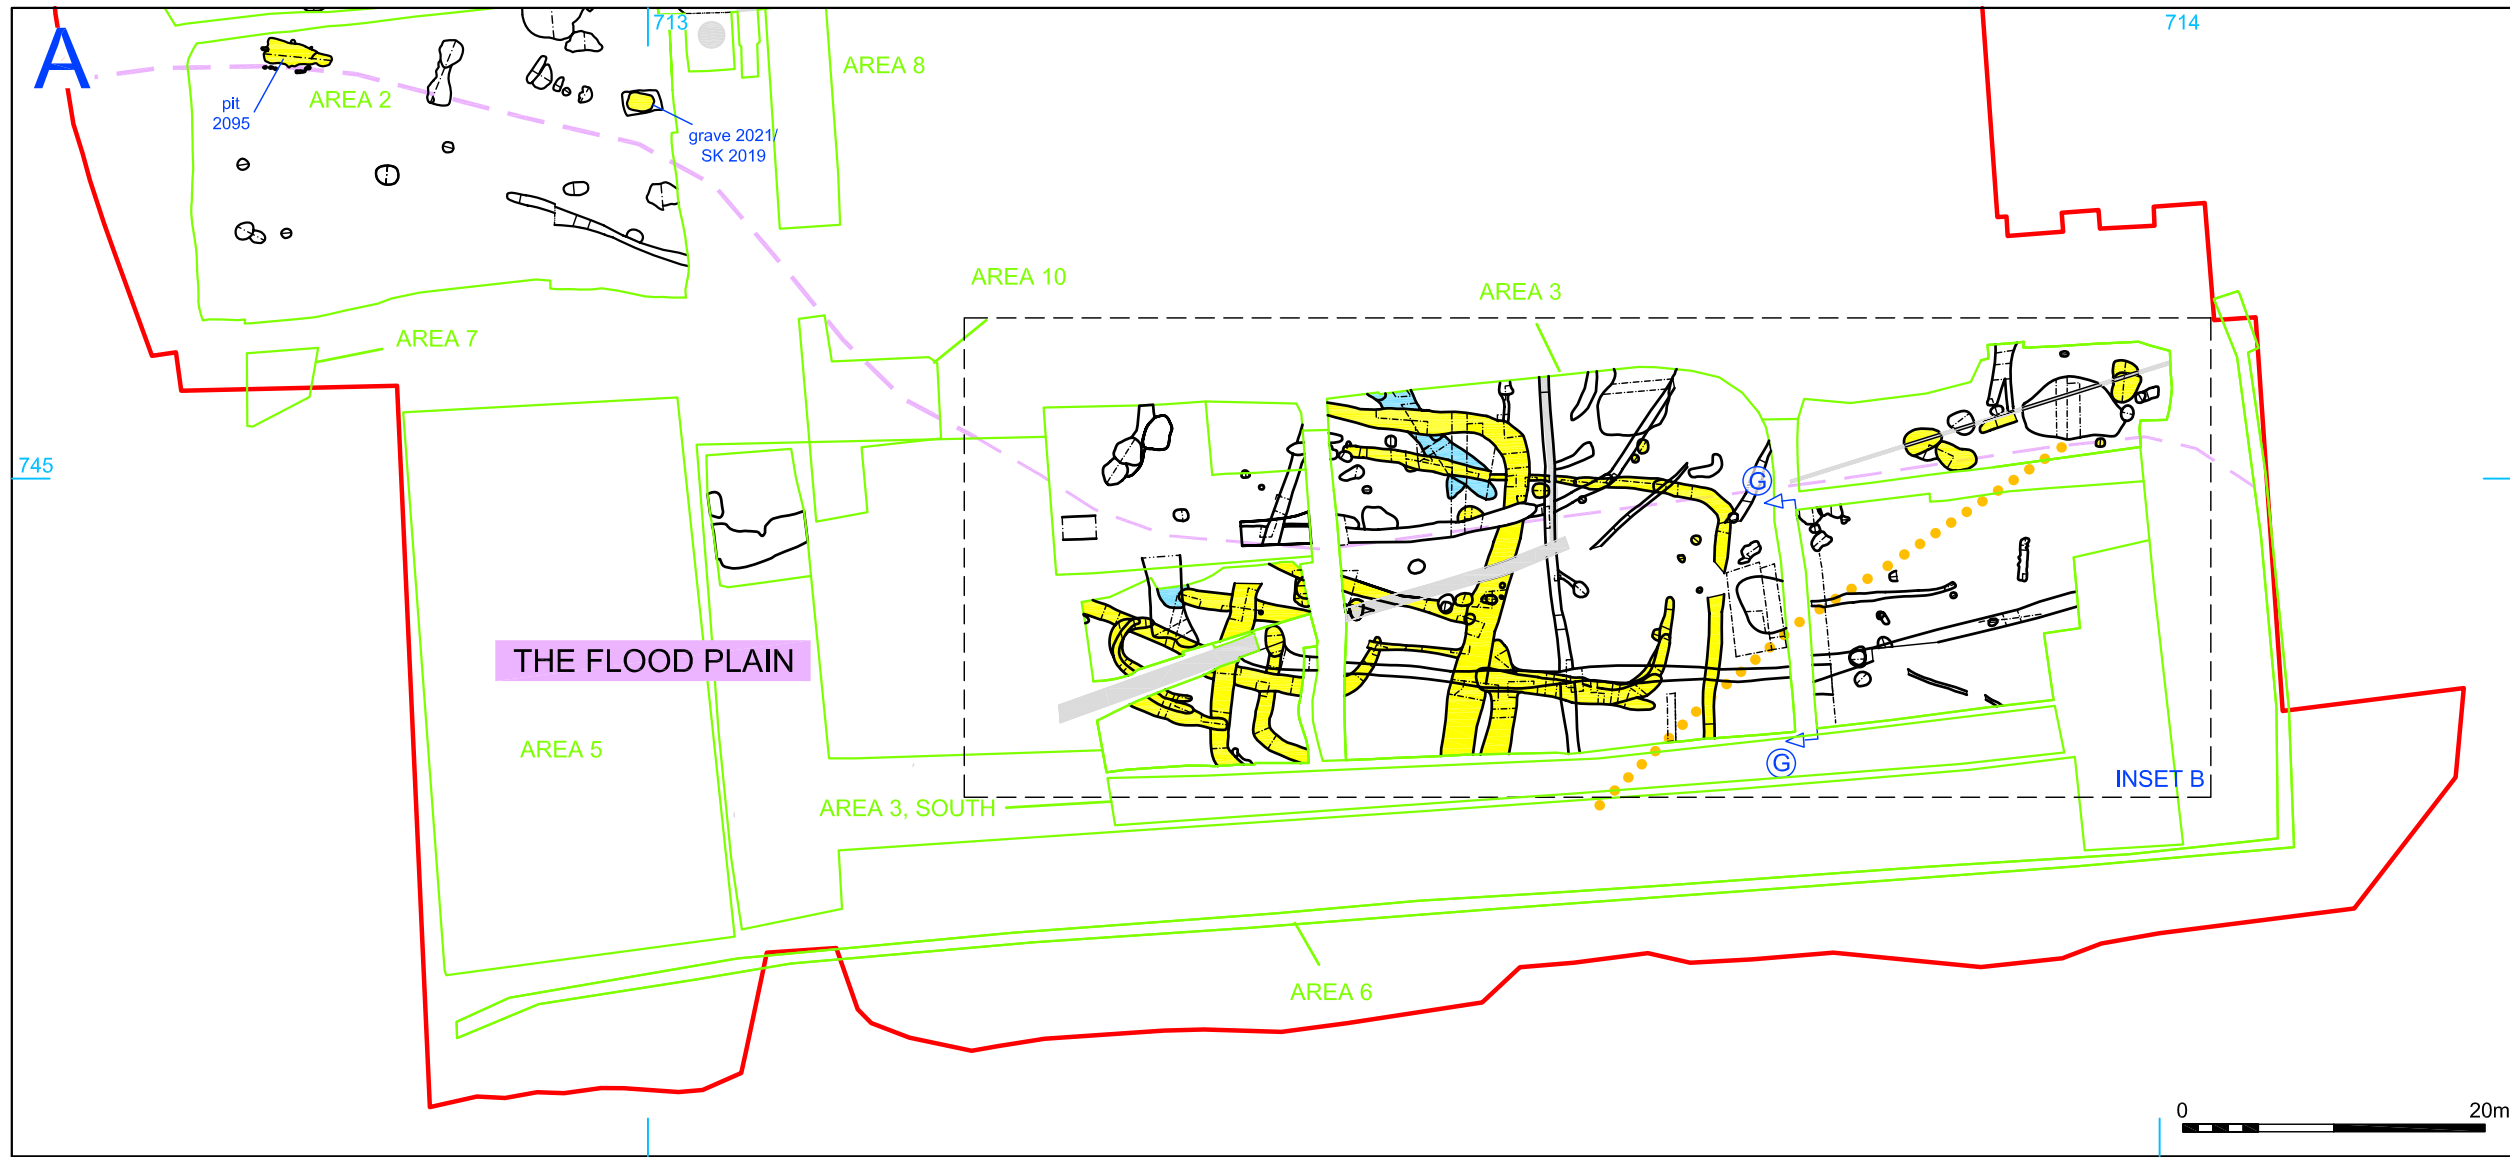 A
713
714
AREA 8
AREA 2
pit
2095
grave 2021/
SK 2019
AREA 10
AREA 3
AREA 7
745
G
THE FLOOD PLAIN
AREA 5
G
INSET B
AREA 3, SOUTH
AREA 6
0
20m